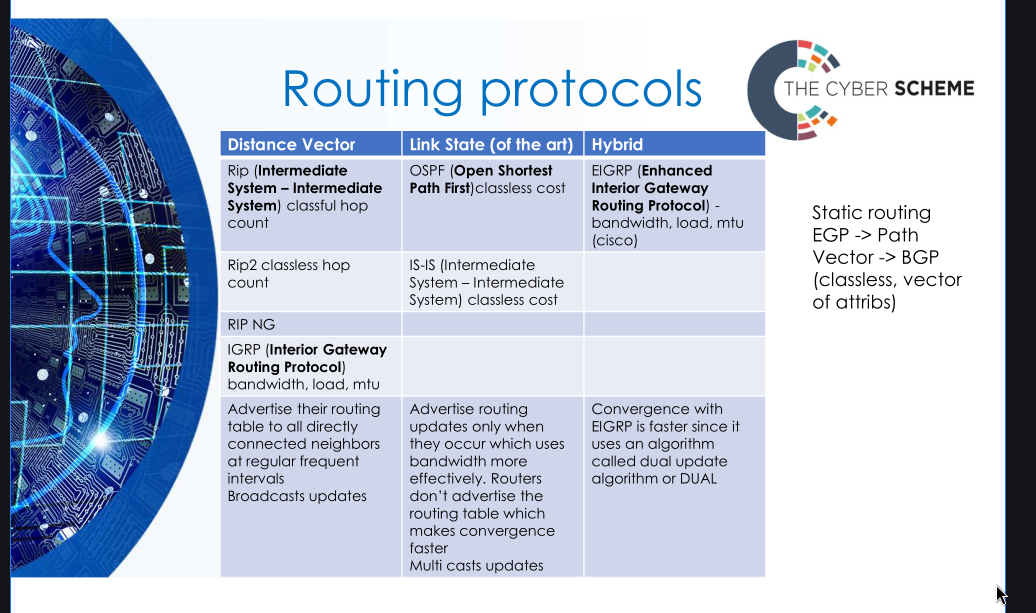 Routing protocols
THE CYBER SCHEME
Distance Vector
Link State (of the art)
Hybrid
Rip (Intermediate
System – Intermediate
System) classful hop
count
OSPF (Open Shortest
Path First)classless cost
EIGRP (Enhanced
Interior Gateway
Routing Protocol) -
bandwidth, load, mtu
(cisco)
Rip2 classless hop
count
IS-IS (Intermediate
System – Intermediate
System) classless cost
RIP NG
IGRP (Interior Gateway
Routing Protocol)
bandwidth, load, mtu
Advertise their routing
table to all directly
connected neighbors
at regular frequent
intervals
Broadcasts updates
Advertise routing
updates only when
they occur which uses
bandwidth more
effectively. Routers
don’t advertise the
routing table which
makes convergence
faster
Multi casts updates
Convergence with
EIGRP is faster since it
uses an algorithm
called dual update
algorithm or DUAL
Static routing
EGP -> Path
Vector -> BGP
(classless, vector
of attribs)